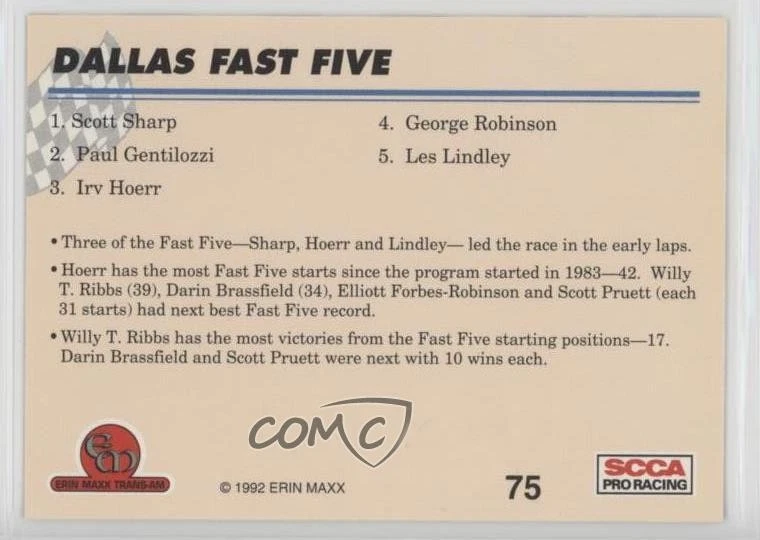 DALLAS FAST FIVE
1. Scott Sharp
2. Paul Gentilozzi
3. Irv Hoerr
4. George Robinson
5. Les Lindley
• Three of the Fast Five—Sharp, Hoerr and Lindley— led the race in the early laps.
• Hoerr has the most Fast Five starts since the program started in 1983—42. Willy
T. Ribbs (39), Darin Brassfield (34), Elliott Forbes-Robinson and Scott Pruett (each
31 starts) had next best Fast Five record.
• Willy T. Ribbs has the most victories from the Fast Five starting positions—17.
Darin Brassfield and Scott Pruett were next with 10 wins each.
COMC
EM
ERIN MAXX TRANS-AM
© 1992 ERIN MAXX
75
SCCA
PRO RACING